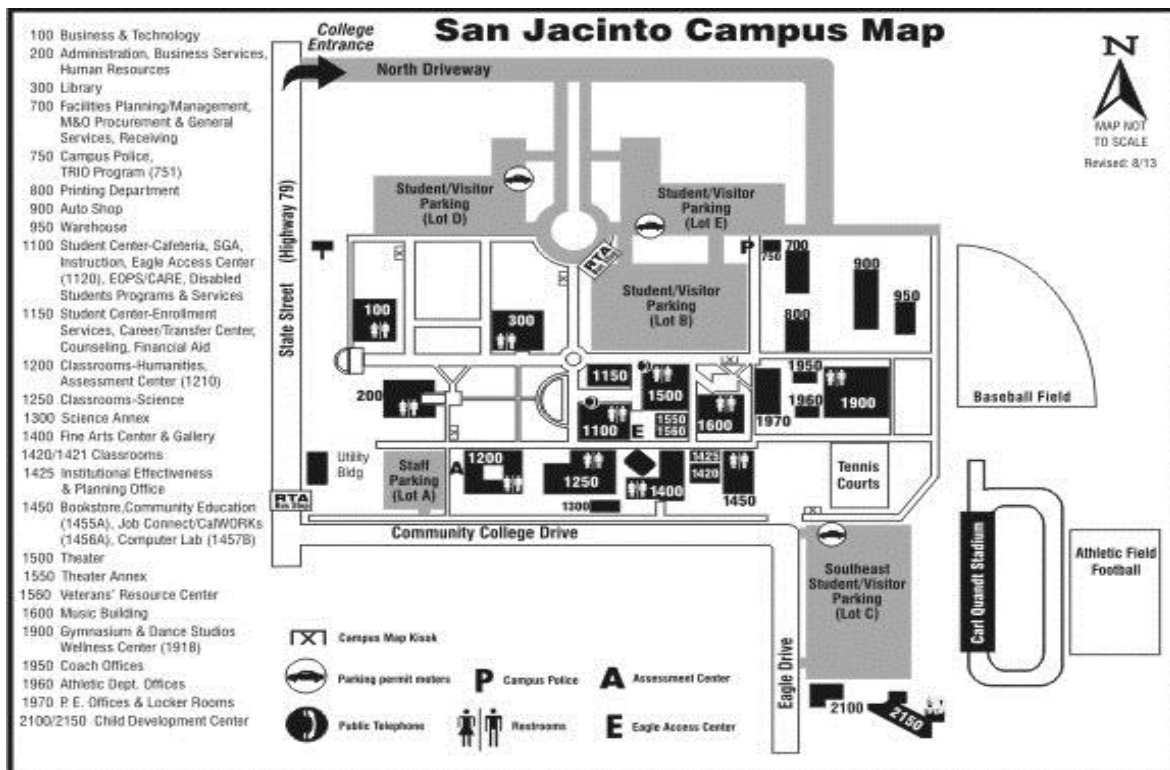 San Jacinto Campus Map
100 Business & Technology
200 Administration, Business Services,
Human Resources
300 Library
700 Facilities Planning/Management,
M&O Procurement & General
Services, Receiving
750 Campus Police,
TRIO Program (751)
800 Printing Department
900 Auto Shop
950 Warehouse
1100 Student Center-Cafeteria, SGA,
Instruction, Eagle Access Center
(1120), EOPS/CARE, Disabled
Students Programs & Services
1150 Student Center-Enrollment
Services, Career/Transfer Center,
Counseling, Financial Aid
1200 Classrooms-Humanities,
Assessment Center (1210)
1250 Classrooms-Science
1300 Science Annex
1400 Fine Arts Center & Gallery
1420/1421 Classrooms
1425 Institutional Effectiveness
& Planning Office
1450 Bookstore,Community Education
(1455A), Job Connect/CalWORKs
(1456A), Computer Lab (1457B)
1500 Theater
1550 Theater Annex
1560 Veterans' Resource Center
1600 Music Building
1900 Gymnasium & Dance Studios
Wellness Center (1918)
1950 Coach Offices
1960 Athletic Dept. Offices
1970 P.E. Offices & Locker Rooms
2100/2150 Child Development Center
College
Entrance
North Driveway
N
MAP NOT
TO SCALE
Revised: 8/13
State Street (Highway 79)
Student/Visitor
Parking
(Lot D)
Student/Visitor
Parking
(Lot E)
RTA
Bus Stop
Student/Visitor
Parking
(Lot B)
P
700
750
900
950
800
100
300
200
1150
1500
1100
E
1550
1560
1600
1950
1960
1970
1900
Baseball Field
Utility
Bldg
Staff
Parking
(Lot A)
A
1200
1250
1300
1400
1425
1420
1450
Tennis
Courts
RTA
Bus Stop
Community College Drive
Southeast
Student/Visitor
Parking
(Lot C)
Carl Quandt Stadium
Athletic Field
Football
Eagle Drive
2100
2150
Campus Map Kisok
Parking permit meters
P Campus Police
A Assessment Center
Public Telephone
Restrooms
E Eagle Access Center